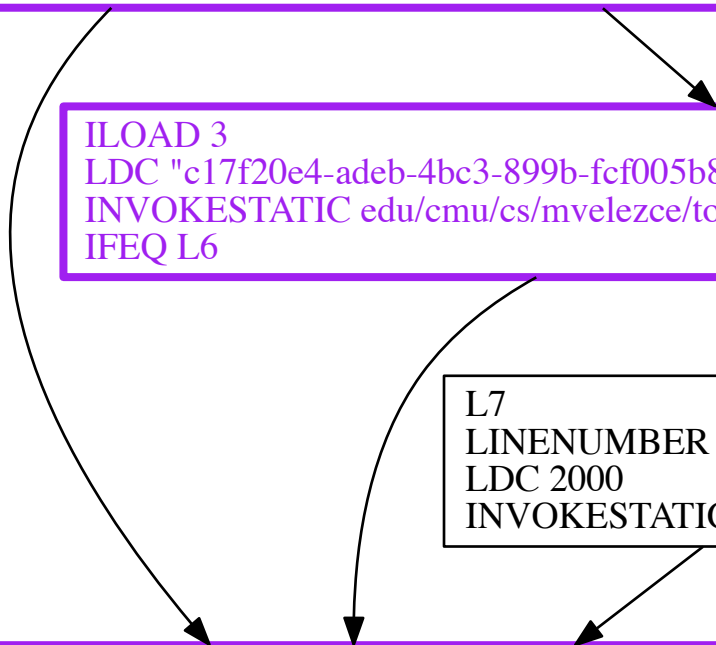 ILOAD 3
LDC "c17f20e4-adeb-4bc3-899b-fcf005b8
INVOKESTATIC edu/cmu/cs/mvelezce/to
IFEQ L6
L7
LINENUMBER
LDC 2000
INVOKESTATIC